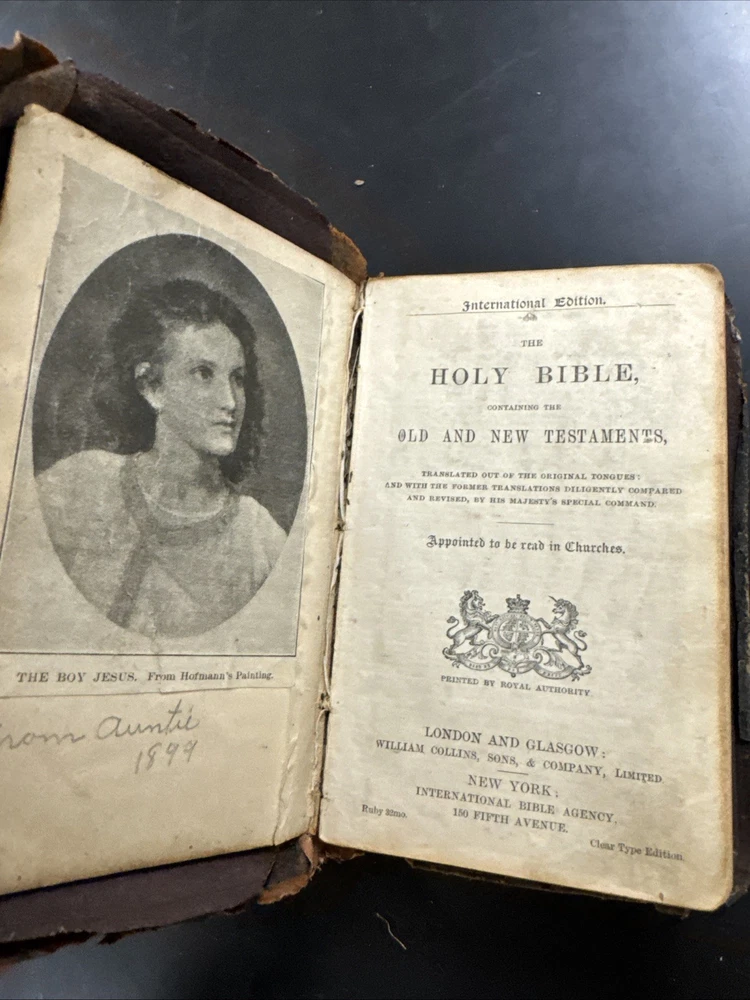 THE BOY JESUS. From Hofmann's Painting.
from Auntie
1899
International Edition.
THE
HOLY BIBLE,
CONTAINING THE
OLD AND NEW TESTAMENTS,
TRANSLATED OUT OF THE ORIGINAL TONGUES:
AND WITH THE FORMER TRANSLATIONS DILIGENTLY COMPARED
AND REVISED, BY HIS MAJESTY'S SPECIAL COMMAND.
Appointed to be read in Churches.
PRINTED BY ROYAL AUTHORITY
LONDON AND GLASGOW:
WILLIAM COLLINS, SONS, & COMPANY, LIMITED.
NEW YORK:
INTERNATIONAL BIBLE AGENCY,
150 FIFTH AVENUE.
Ruby 32mo.
Clear Type Edition.